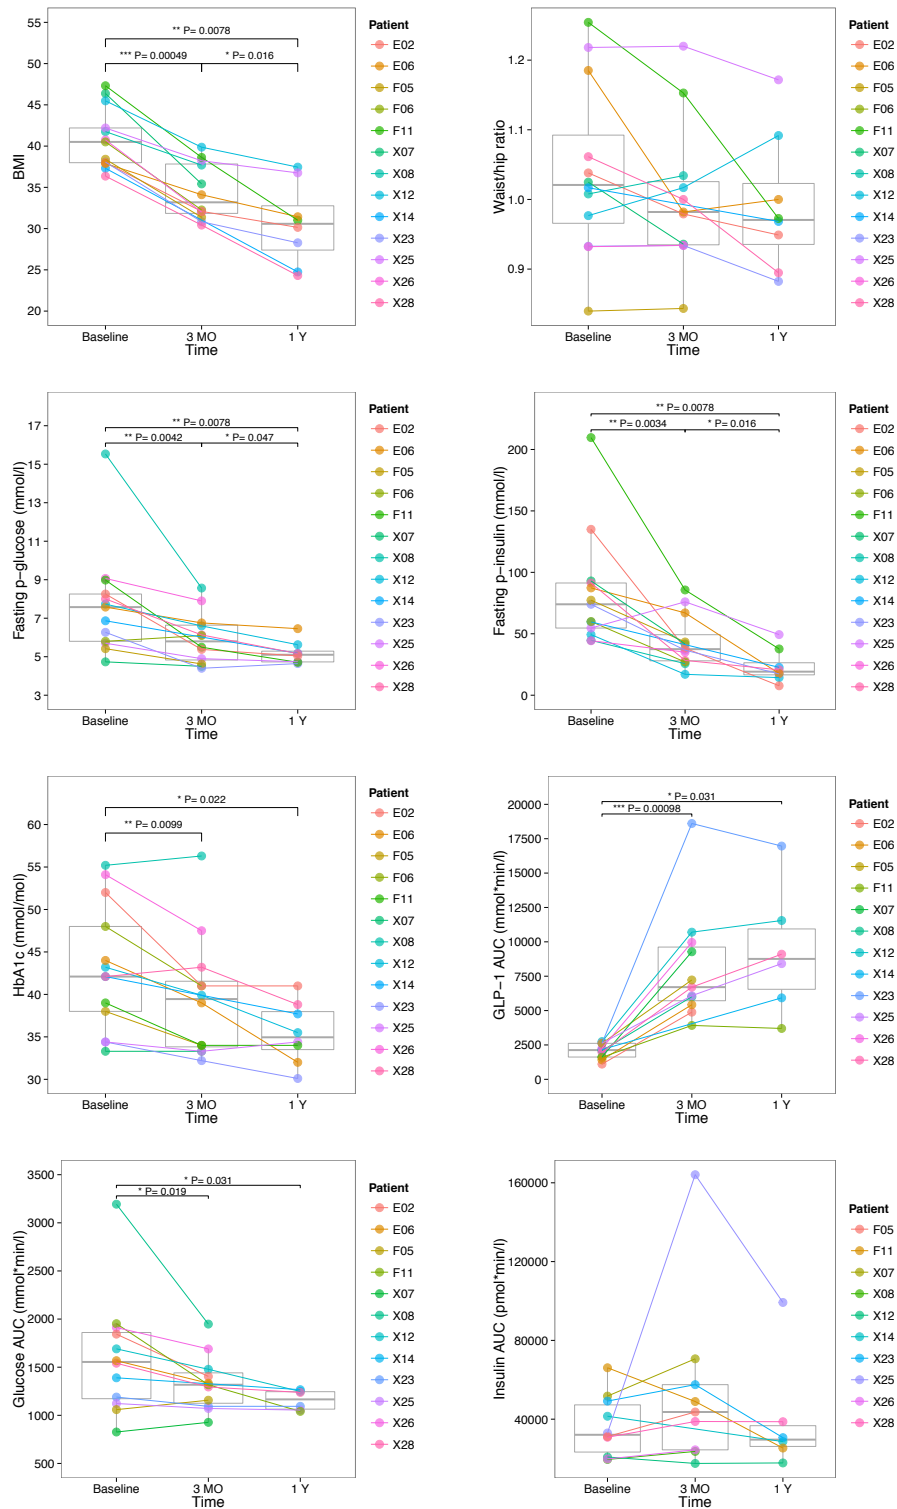 BMI
55
50
45
40
35
30
25
20
** P= 0.0078
*** P= 0.00049
* P= 0.016
Baseline
3 MO
1 Y
Time
Patient
E02
E06
F05
F06
F11
X07
X08
X12
X14
X23
X25
X26
X28
Waist/hip ratio
1.2
1.1
1.0
0.9
Baseline
3 MO
1 Y
Time
Patient
E02
E06
F05
F06
F11
X07
X08
X12
X14
X23
X25
X26
X28
Fasting p−glucose (mmol/l)
17
15
13
11
9
7
5
3
** P= 0.0078
** P= 0.0042
* P= 0.047
Baseline
3 MO
1 Y
Time
Patient
E02
E06
F05
F06
F11
X07
X08
X12
X14
X23
X25
X26
X28
Fasting p−insulin (mmol/l)
200
150
100
50
0
** P= 0.0078
** P= 0.0034
* P= 0.016
Baseline
3 MO
1 Y
Time
Patient
E02
E06
F05
F06
F11
X07
X08
X12
X14
X23
X25
X26
X28
HbA1c (mmol/mol)
60
55
50
45
40
35
30
* P= 0.022
** P= 0.0099
Baseline
3 MO
1 Y
Time
Patient
E02
E06
F05
F06
F11
X07
X08
X12
X14
X23
X25
X26
X28
GLP−1 AUC (mmol*min/l)
20000
17500
15000
12500
10000
7500
5000
2500
0
* P= 0.031
*** P= 0.00098
Baseline
3 MO
1 Y
Time
Patient
E02
E06
F05
F11
X07
X08
X12
X14
X23
X25
X26
X28
Glucose AUC (mmol*min/l)
3500
3000
2500
2000
1500
1000
500
* P= 0.031
* P= 0.019
Baseline
3 MO
1 Y
Time
Patient
E02
E06
F05
F11
X07
X08
X12
X14
X23
X25
X26
X28
Insulin AUC (pmol*min/l)
160000
120000
80000
40000
Baseline
3 MO
1 Y
Time
Patient
F05
F11
X07
X08
X12
X14
X23
X25
X26
X28